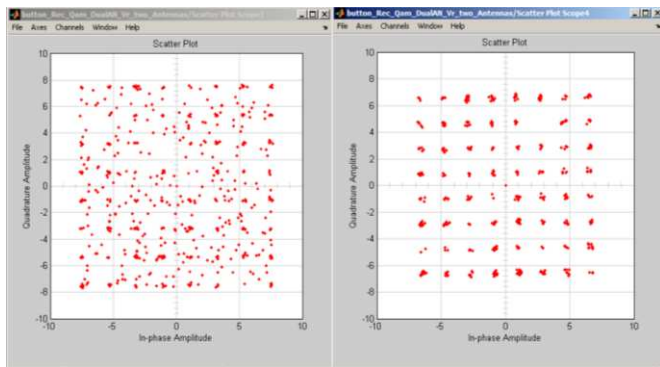 button_Rec_Qam_DualAR_Vr_two_Antennas/Scatter Plot Scope
File Axes Channels Window Help
Scatter Plot
10
8
6
4
2
0
-2
-4
-6
-8
-10
Quadrature Amplitude
-10 -5 0 5 10
In-phase Amplitude
button_Rec_Qam_DualAR_Vr_two_Antennas/Scatter Plot Scope4
File Axes Channels Window Help
Scatter Plot
10
8
6
4
2
0
-2
-4
-6
-8
-10
Quadrature Amplitude
-10 -5 0 5 10
In-phase Amplitude